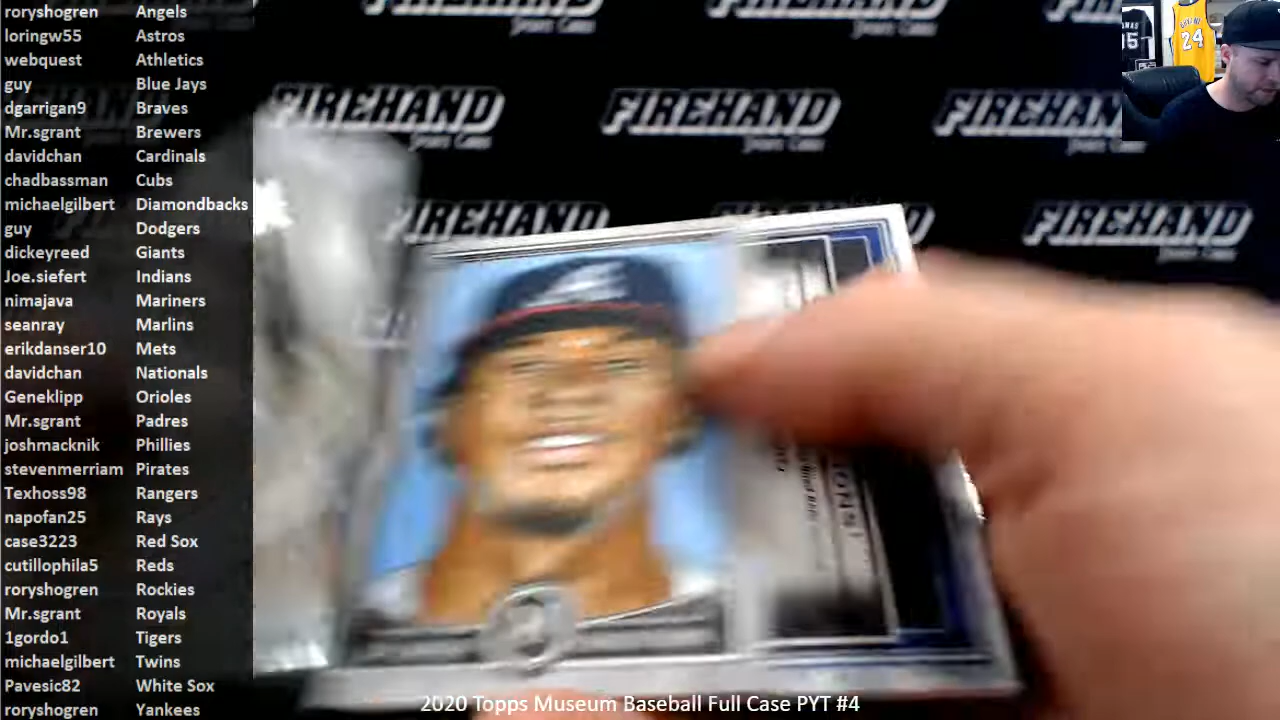 roryshogren Angels
loringw55 Astros
webquest Athletics
guy Blue Jays
dgarrigan9 Braves
Mr.sgrant Brewers
davidchan Cardinals
chadbassman Cubs
michaelgilbert Diamondbacks
guy Dodgers
dickeyreed Giants
Joe.siefert Indians
nimajava Mariners
seanray Marlins
erikdanser10 Mets
davidchan Nationals
Geneklipp Orioles
Mr.sgrant Padres
joshmacknik Phillies
stevenmerriam Pirates
Texhoss98 Rangers
napofan25 Rays
case3223 Red Sox
cutillophila5 Reds
roryshogren Rockies
Mr.sgrant Royals
1gordo1 Tigers
michaelgilbert Twins
Pavesic82 White Sox
roryshogren Yankees
FIREHAND FIREHAND FIREHAND
FIREHAND FIREHAND
24
2020 Topps Museum Baseball Full Case PYT #4